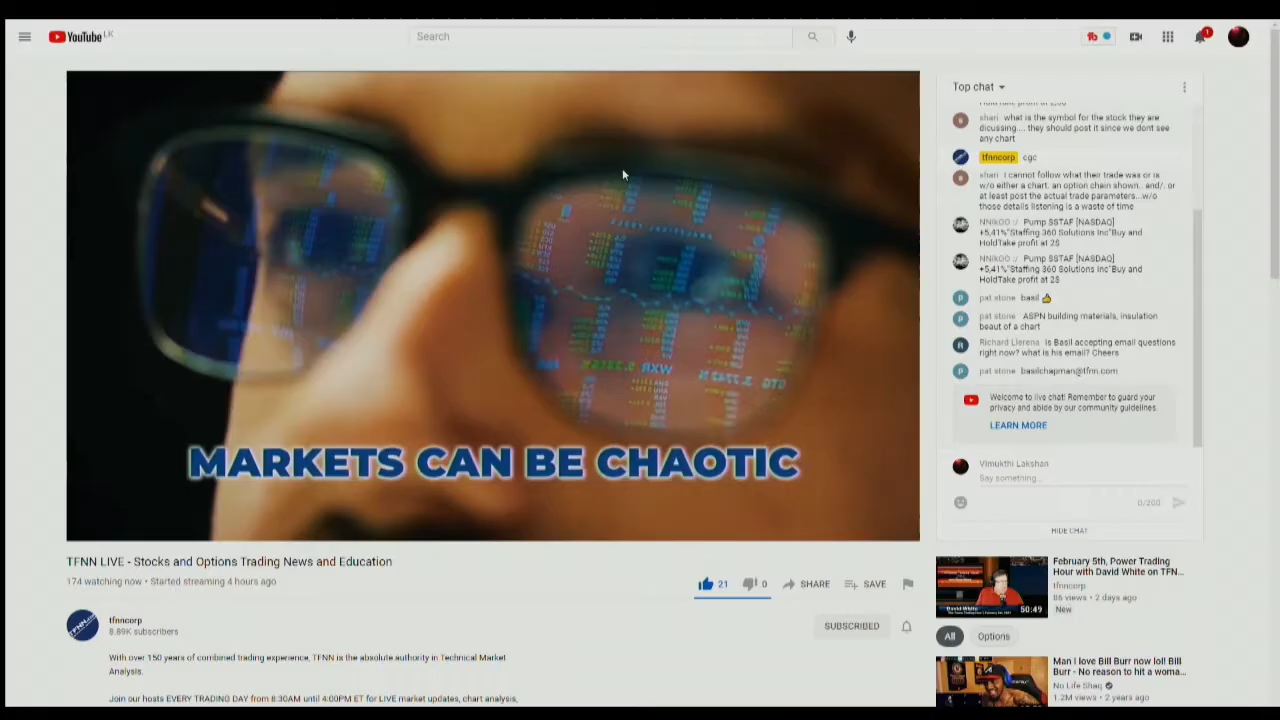 YouTube LK
Search
1
Top chat
shari what is the symbol for the stock they are
dicussing.... they should post it since we dont see
any chart
tfnncorp cgc
shari I cannot follow what their trade was or is
w/o either a chart. an option chain shown.. and/. or
at least post the actual trade parameters...w/o
those details listening is a waste of time
NNikOO :/ Pump $STAF [NASDAQ]
+5,41%"Staffing 360 Solutions Inc"Buy and
HoldTake profit at 2$
NNikOO :/ Pump $STAF [NASDAQ]
+5,41%"Staffing 360 Solutions Inc"Buy and
HoldTake profit at 2$
pat stone basil
pat stone ASPN building materials, insulation
beaut of a chart
Richard Llerena Is Basil accepting email questions
right now? what is his email? Cheers
pat stone basilchapman@tfnn.com
Welcome to live chat! Remember to guard your
privacy and abide by our community guidelines.
LEARN MORE
Vimukthi Lakshan
Say something...
0/200
HIDE CHAT
MARKETS CAN BE CHAOTIC
TFNN LIVE - Stocks and Options Trading News and Education
174 watching now • Started streaming 4 hours ago
21
0
SHARE
SAVE
tfnncorp
8.89K subscribers
SUBSCRIBED
With over 150 years of combined trading experience, TFNN is the absolute authority in Technical Market
Analysis.
Join our hosts EVERY TRADING DAY from 8:30AM until 4:00PM ET for LIVE market updates, chart analysis,
February 5th, Power Trading
Hour with David White on TFN...
tfnncorp
86 views • 2 days ago
New
David White
50:49
All
Options
Man I love Bill Burr now lol! Bill
Burr - No reason to hit a woma...
No Life Shaq
1.2M views • 2 years ago